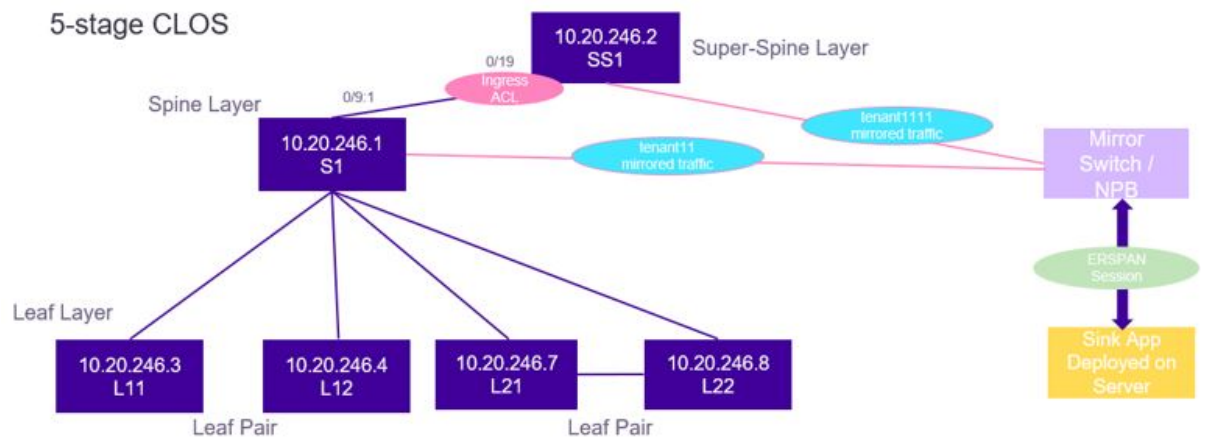 5-stage CLOS
10.20.246.2
SS1
Super-Spine Layer
0/19
Ingress
ACL
Spine Layer
0/9:1
10.20.246.1
S1
tenant1111
mirrored traffic
tenant11
mirrored traffic
Mirror
Switch /
NPB
ERSPAN
Session
Leaf Layer
10.20.246.3
L11
10.20.246.4
L12
10.20.246.7
L21
10.20.246.8
L22
Sink App
Deployed on
Server
Leaf Pair
Leaf Pair